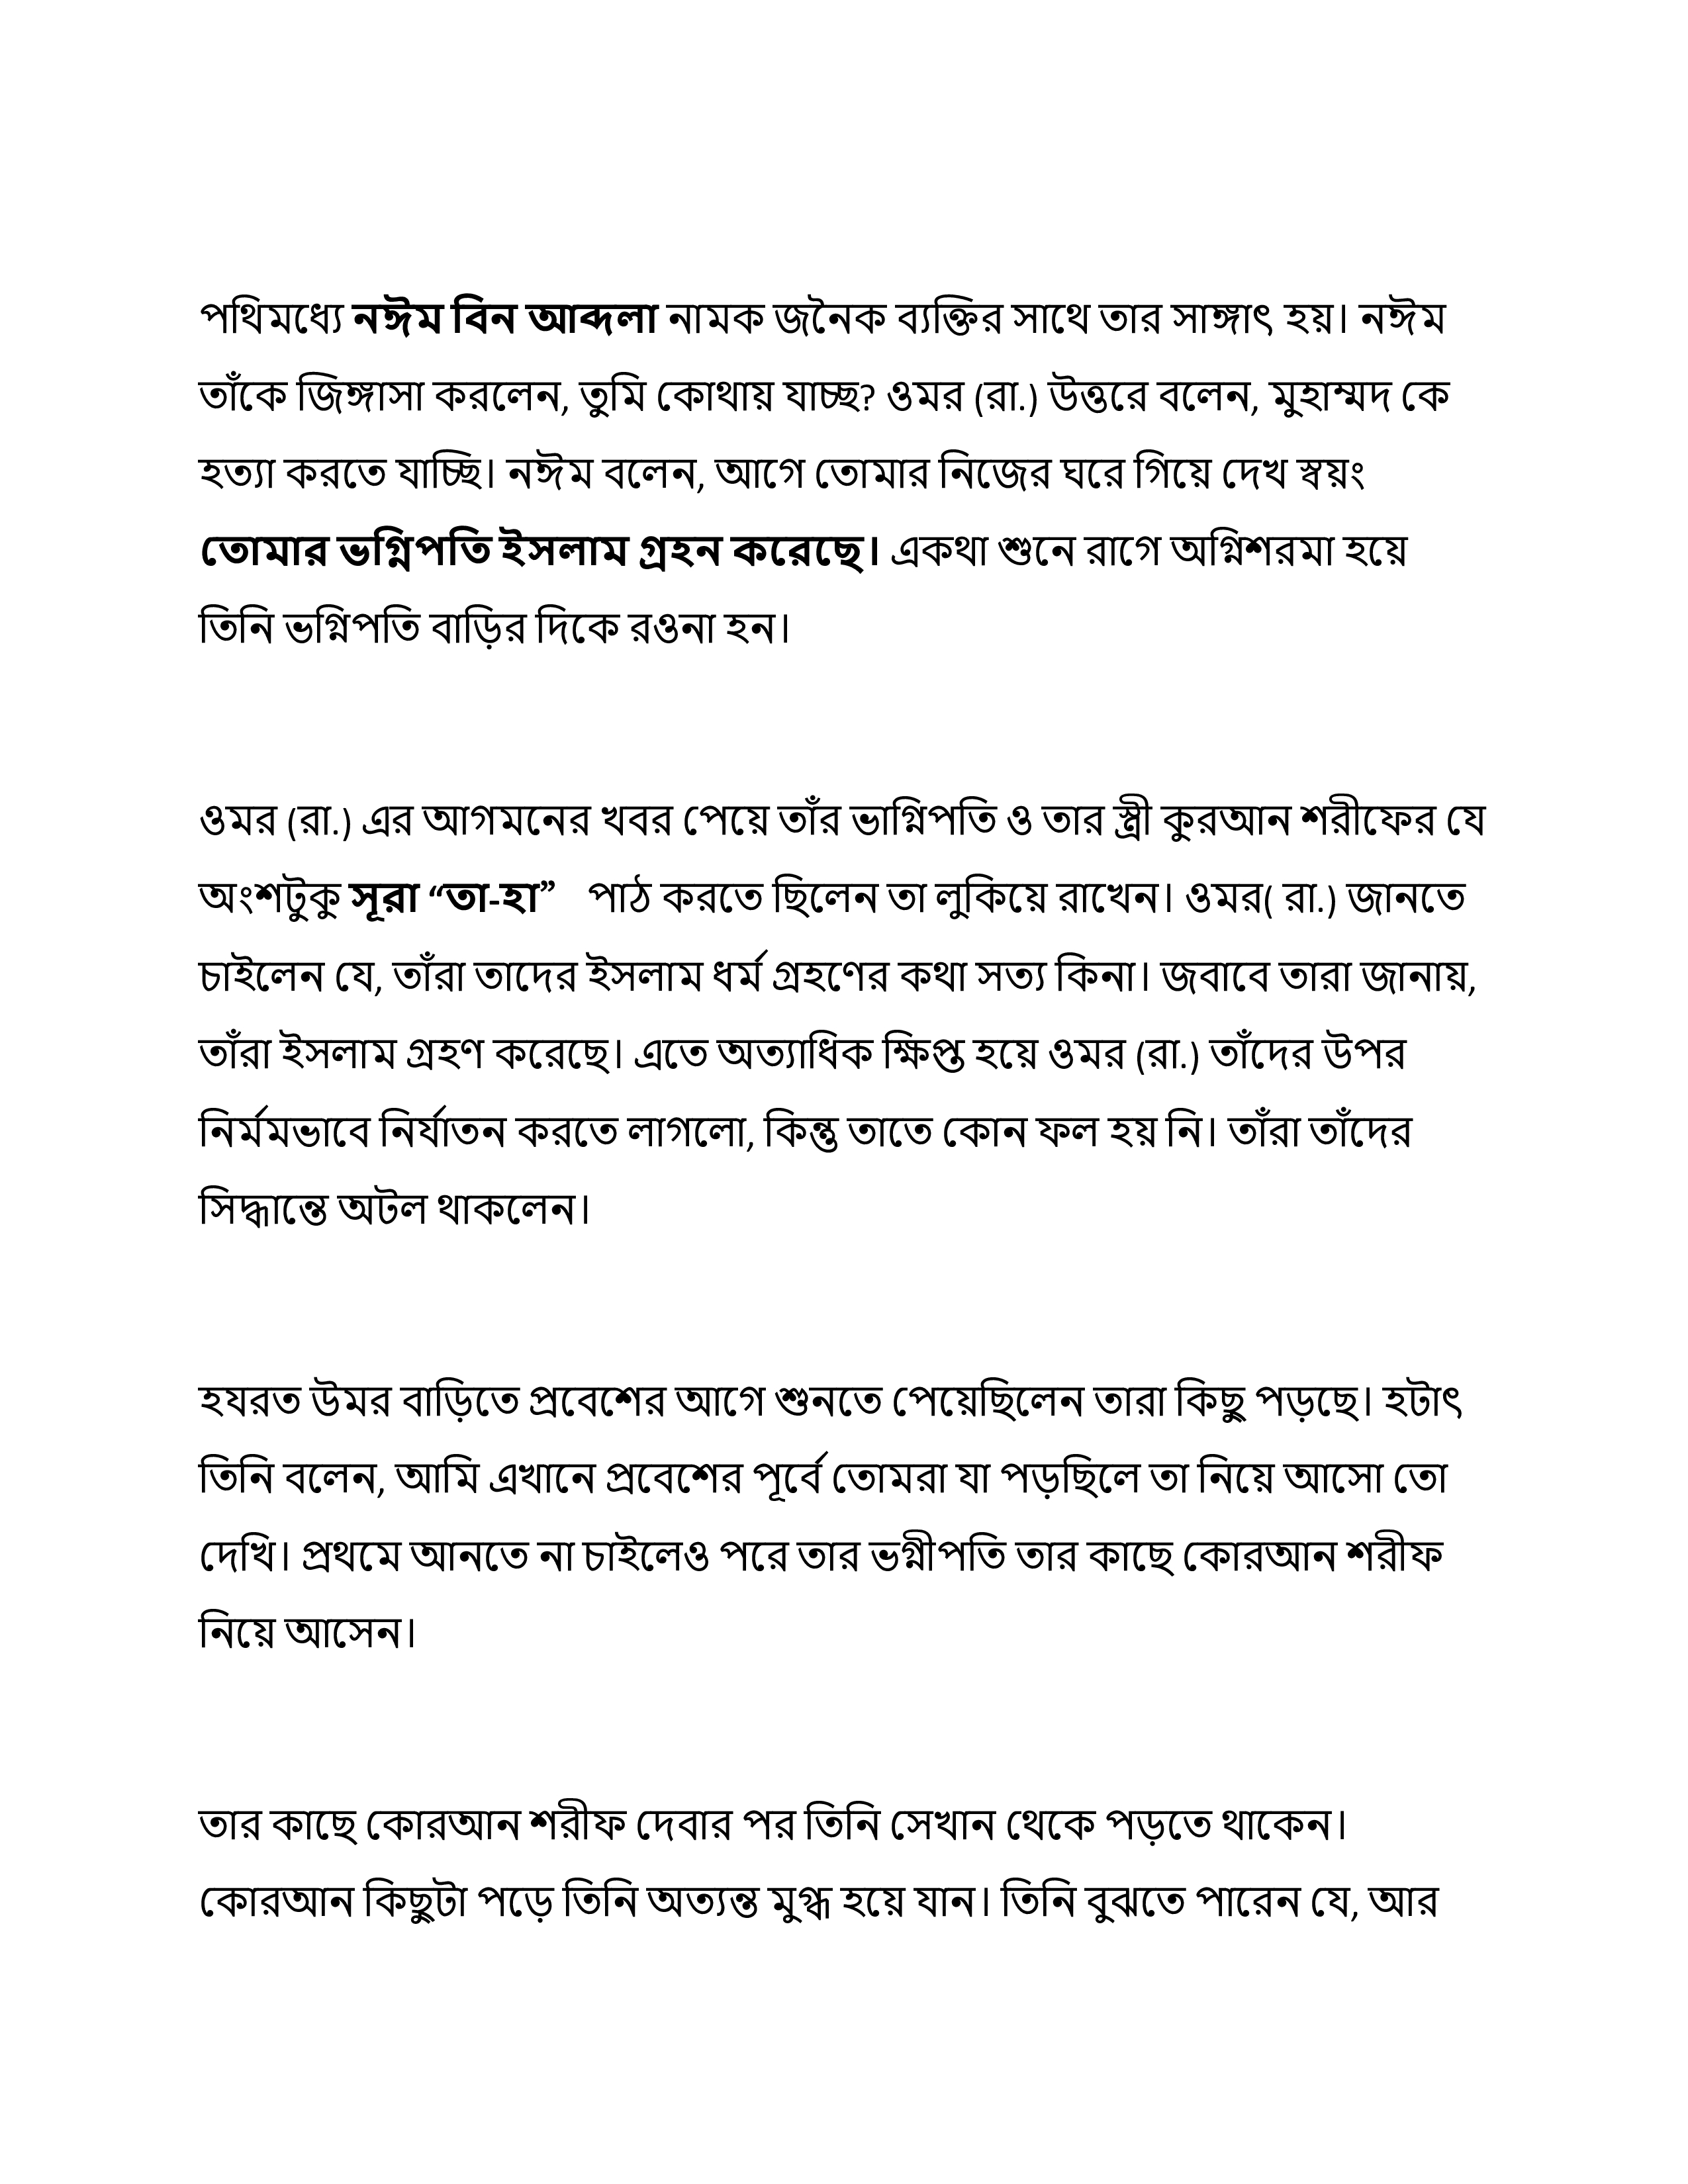 পথিমধ্যে নঈম বিন আব্দলা নামক জনৈক ব্যক্তির সাথে তার সাঙ্গাৎ হয়। নঈম
তাঁকে জিঙ্গাসা করলেন, তুমি কোথায় যাচ্ছ? ওমর (রা.) উত্তরে বলেন, মুহাম্মদ কে
হত্যা করতে যাচ্ছি। নঈম বলেন, আগে তোমার নিজের ঘরে গিয়ে দেখ স্বয়ং
তোমার ভগ্নিপতি ইসলাম গ্রহন করেছে। একথা শুনে রাগে অগ্নিশরমা হয়ে
তিনি ভগ্নিপতি বাড়ির দিকে রওনা হন।
ওমর (রা.) এর আগমনের খবর পেয়ে তাঁর ভাগ্নিপতি ও তার স্ত্রী কুরআন শরীফের যে
অংশটুকু সূরা “তা-হা” পাঠ করতে ছিলেন তা লুকিয়ে রাখেন। ওমর( রা.) জানতে
চাইলেন যে, তাঁরা তাদের ইসলাম ধর্ম গ্রহণের কথা সত্য কিনা। জবাবে তারা জানায়,
তাঁরা ইসলাম গ্রহণ করেছে। এতে অত্যাধিক ক্ষিপ্ত হয়ে ওমর (রা.) তাঁদের উপর
নির্মমভাবে নির্যাতন করতে লাগলো, কিন্তু তাতে কোন ফল হয় নি। তাঁরা তাঁদের
সিদ্ধান্তে অটল থাকলেন।
হযরত উমর বাড়িতে প্রবেশের আগে শুনতে পেয়েছিলেন তারা কিছু পড়ছে। হটাৎ
তিনি বলেন, আমি এখানে প্রবেশের পূর্বে তোমরা যা পড়ছিলে তা নিয়ে আসো তো
দেখি। প্রথমে আনতে না চাইলেও পরে তার ভগ্নীপতি তার কাছে কোরআন শরীফ
নিয়ে আসেন।
তার কাছে কোরআন শরীফ দেবার পর তিনি সেখান থেকে পড়তে থাকেন।
কোরআন কিছুটা পড়ে তিনি অত্যন্ত মুগ্ধ হয়ে যান। তিনি বুঝতে পারেন যে, আর